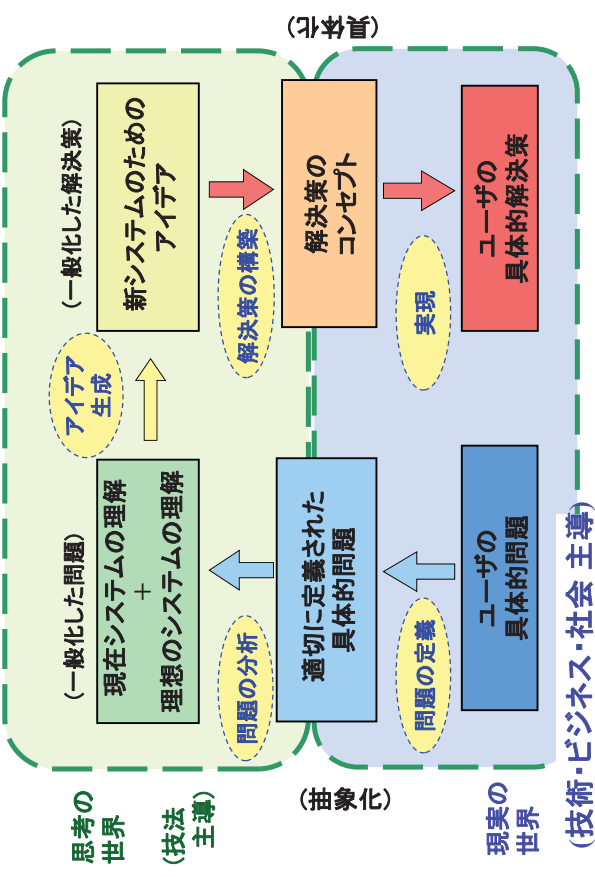 思考の
世界
(技法
主導)
(一般化した問題)
現在システムの理解
+
理想のシステムの理解
アイデア
生成
(一般化した解決策)
新システムのための
アイデア
問題の分析
解決策の構築
(抽象化)
適切に定義された
具体的問題
解決策の
コンセプト
(具体化)
問題の定義
実現
現実の
世界
ユーザの
具体的問題
ユーザの
具体的解決策
(技術・ビジネス・社会 主導)